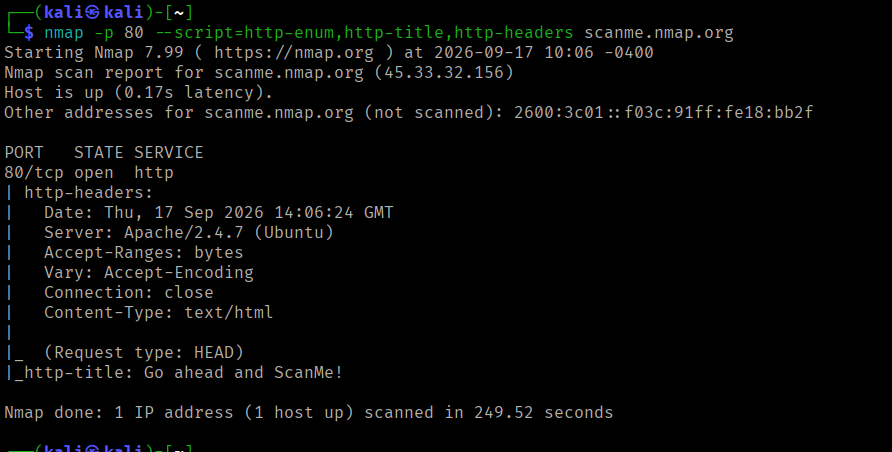 ┌──(kali㉿kali)-[~]
└─$ nmap -p 80 --script=http-enum,http-title,http-headers scanme.nmap.org
Starting Nmap 7.99 ( https://nmap.org ) at 2026-09-17 10:06 -0400
Nmap scan report for scanme.nmap.org (45.33.32.156)
Host is up (0.17s latency).
Other addresses for scanme.nmap.org (not scanned): 2600:3c01::f03c:91ff:fe18:bb2f

PORT   STATE SERVICE
80/tcp open  http
| http-headers:
|   Date: Thu, 17 Sep 2026 14:06:24 GMT
|   Server: Apache/2.4.7 (Ubuntu)
|   Accept-Ranges: bytes
|   Vary: Accept-Encoding
|   Connection: close
|   Content-Type: text/html
|
|_  (Request type: HEAD)
|_http-title: Go ahead and ScanMe!

Nmap done: 1 IP address (1 host up) scanned in 249.52 seconds

┌──(kali㉿kali)-[~]